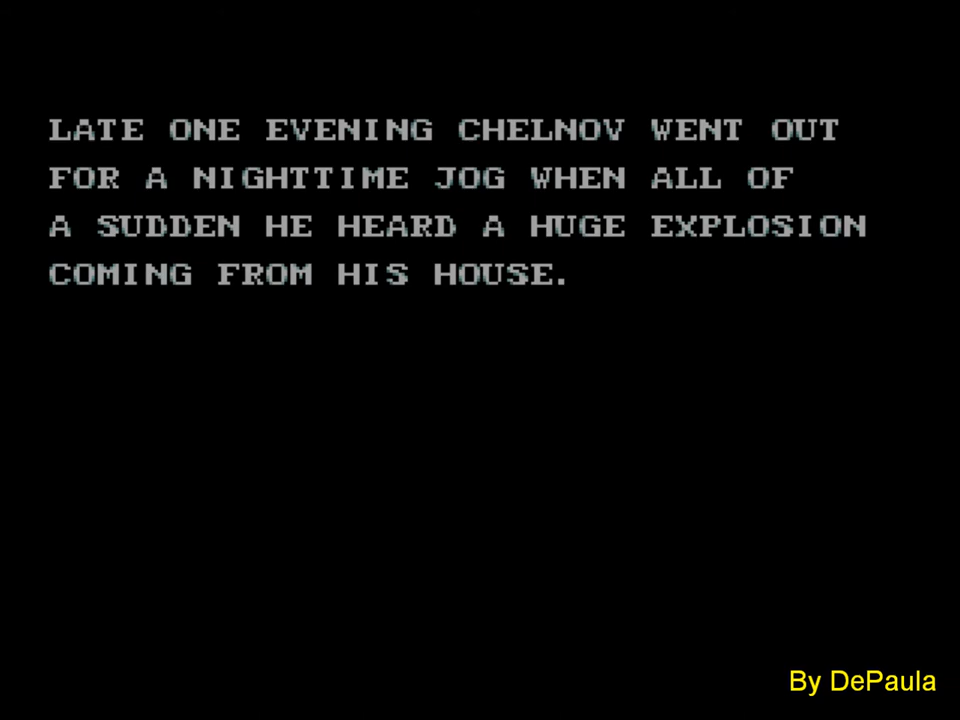 LATE ONE EVENING CHELNOV WENT OUT
FOR A NIGHTTIME JOG WHEN ALL OF
A SUDDEN HE HEARD A HUGE EXPLOSION
COMING FROM HIS HOUSE.
By DePaula